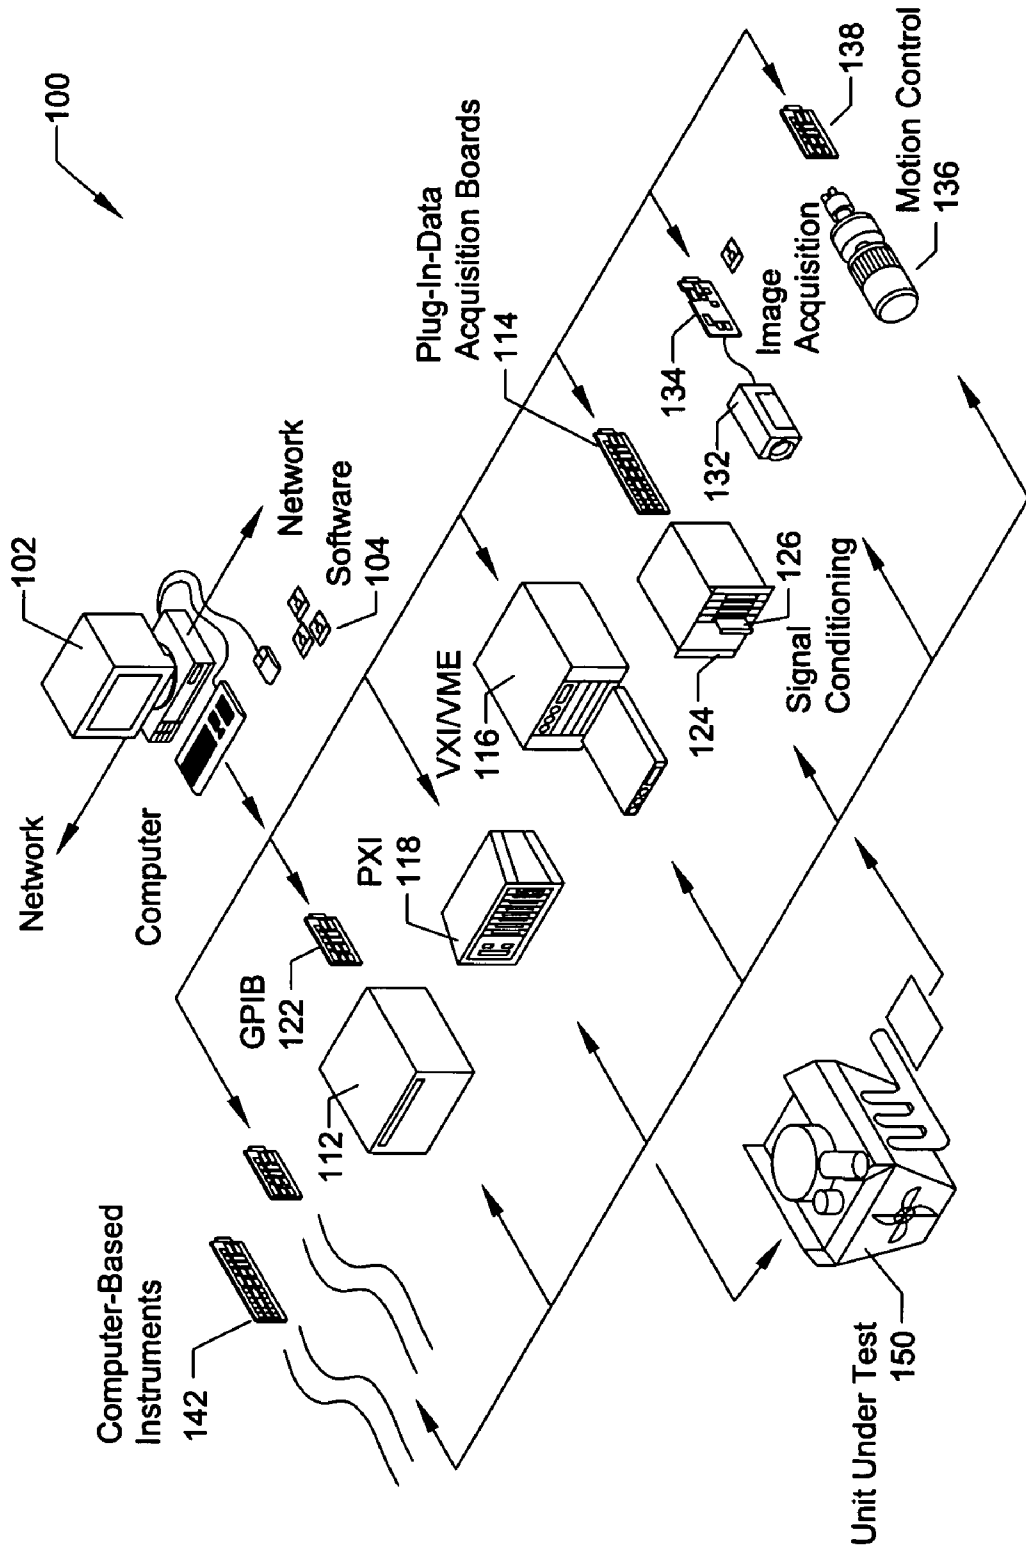 100
102
Network
Network
Computer
Software
104
Computer-Based
Instruments
142
GPIB
122
112
PXI
118
VXI/VME
116
Plug-In-Data
Acquisition Boards
114
124
126
Signal
Conditioning
134
132
Image
Acquisition
138
Motion Control
136
Unit Under Test
150